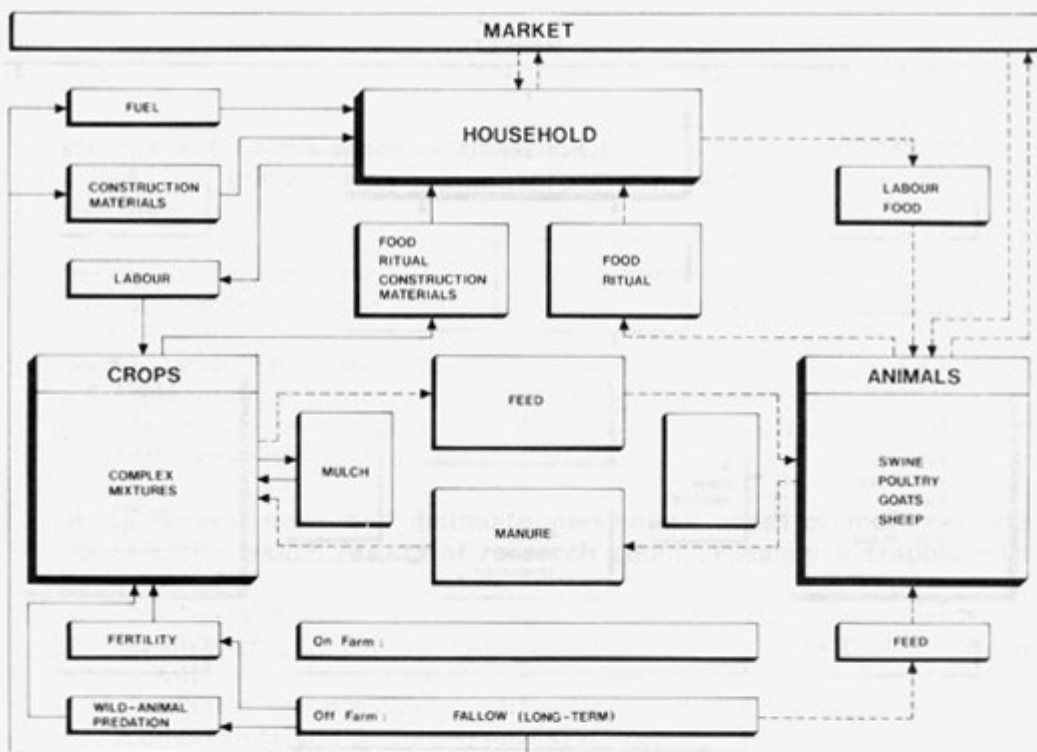 MARKET
FUEL
HOUSEHOLD
CONSTRUCTION
MATERIALS
LABOUR
FOOD
LABOUR
FOOD
RITUAL
CONSTRUCTION
MATERIALS
FOOD
RITUAL
CROPS
COMPLEX
MIXTURES
FEED
MULCH
MANURE
ANIMALS
SWINE
POULTRY
GOATS
SHEEP
FERTILITY
On Farm :
FEED
WILD-ANIMAL
PREDATION
Off Farm : FALLOW (LONG-TERM)